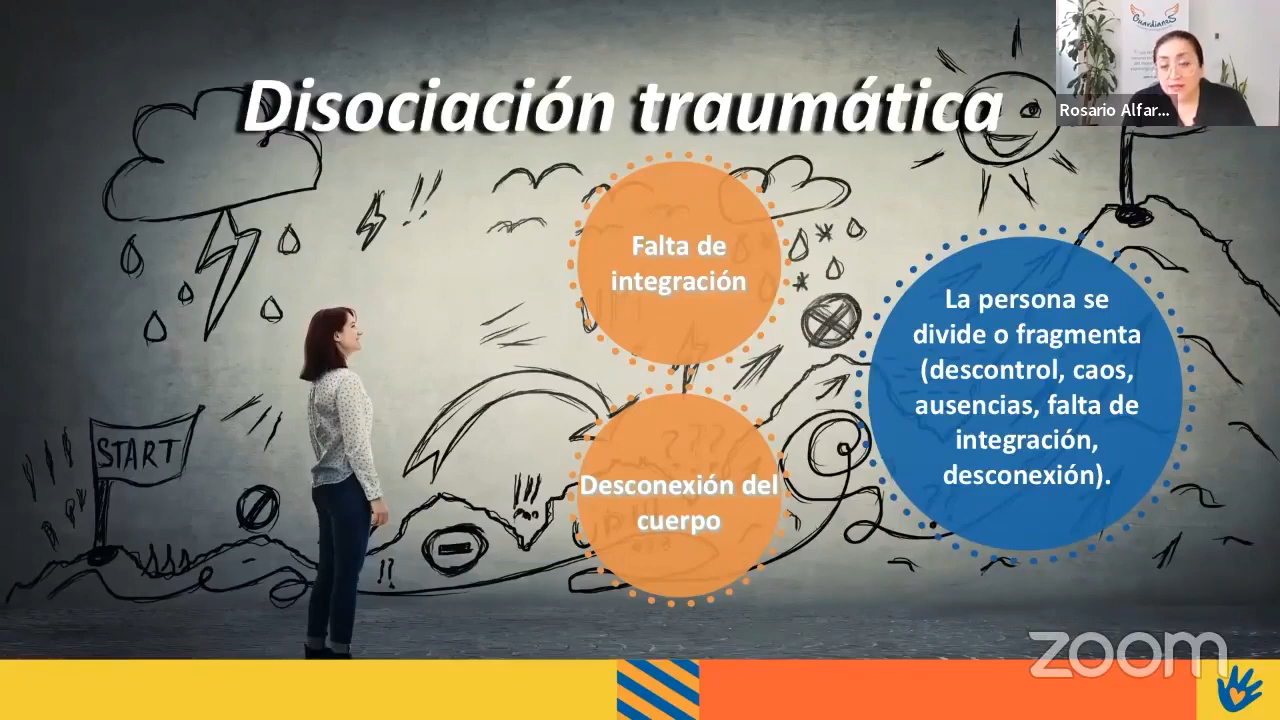 Disociación traumática
Guardianes
Rosario Alfar...
Falta de
integración
La persona se
divide o fragmenta
(descontrol, caos,
ausencias, falta de
integración,
desconexión).
START
Desconexión del
cuerpo
zoom